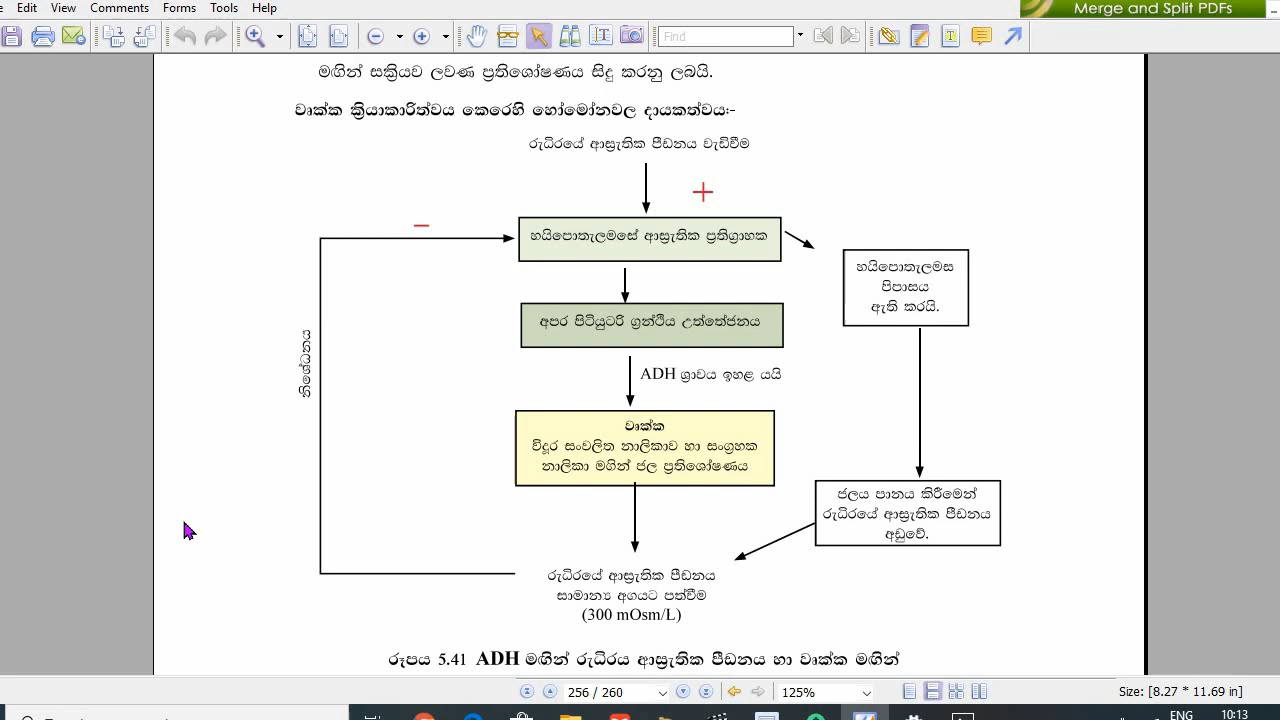 Edit View Comments Forms Tools Help
Merge and Split PDFs
Find
මඟින් සක්‍රියව ලවණ ප්‍රතිශෝෂණය සිදු කරනු ලබයි.
වෘක්ක ක්‍රියාකාරිත්වය කෙරෙහි හෝමෝනවල දායකත්වය:-
රුධිරයේ ආස්‍රැතික පීඩනය වැඩිවීම
+
−
හයිපොතැලමසේ ආස්‍රැතික ප්‍රතිග්‍රාහක
හයිපොතැලමස
පිපාසය
ඇති කරයි.
අපර පිටියුටරි ග්‍රන්ථිය උත්තේජනය
නිශේධනය
ADH ශ්‍රාවය ඉහළ යයි
වෘක්ක
විදූර සංවලිත නාලිකාව හා සංග්‍රාහක
නාලිකා මගින් ජල ප්‍රතිශෝෂණය
ජලය පානය කිරීමෙන්
රුධිරයේ ආස්‍රැතික පීඩනය
අඩුවේ.
රුධිරයේ ආස්‍රැතික පීඩනය
සාමාන්‍ය අගයට පත්වීම
(300 mOsm/L)
රූපය 5.41 ADH මඟින් රුධිරය ආස්‍රැතික පීඩනය හා වෘක්ක මඟින්
256 / 260
125%
Size: [8.27 * 11.69 in]
ENG
10:13